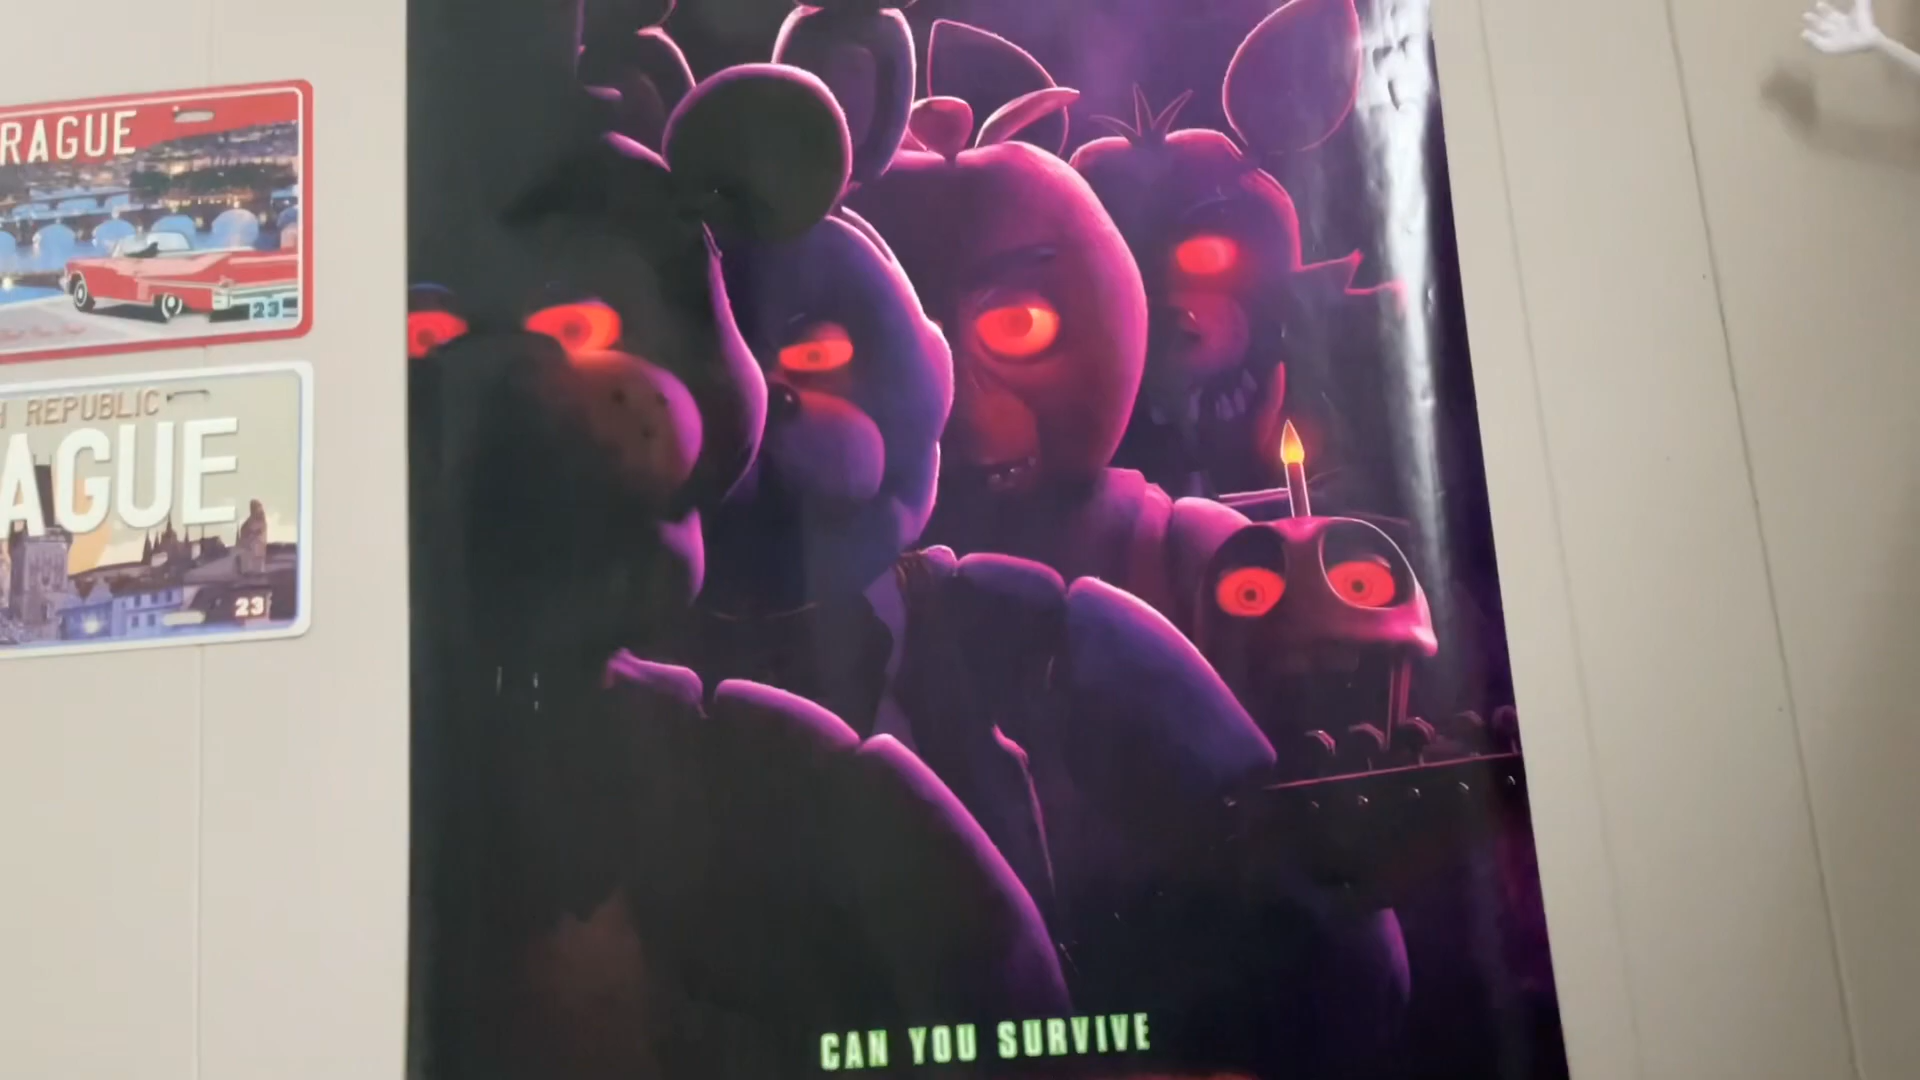 RAGUE
23
H REPUBLIC
AGUE
23
CAN YOU SURVIVE